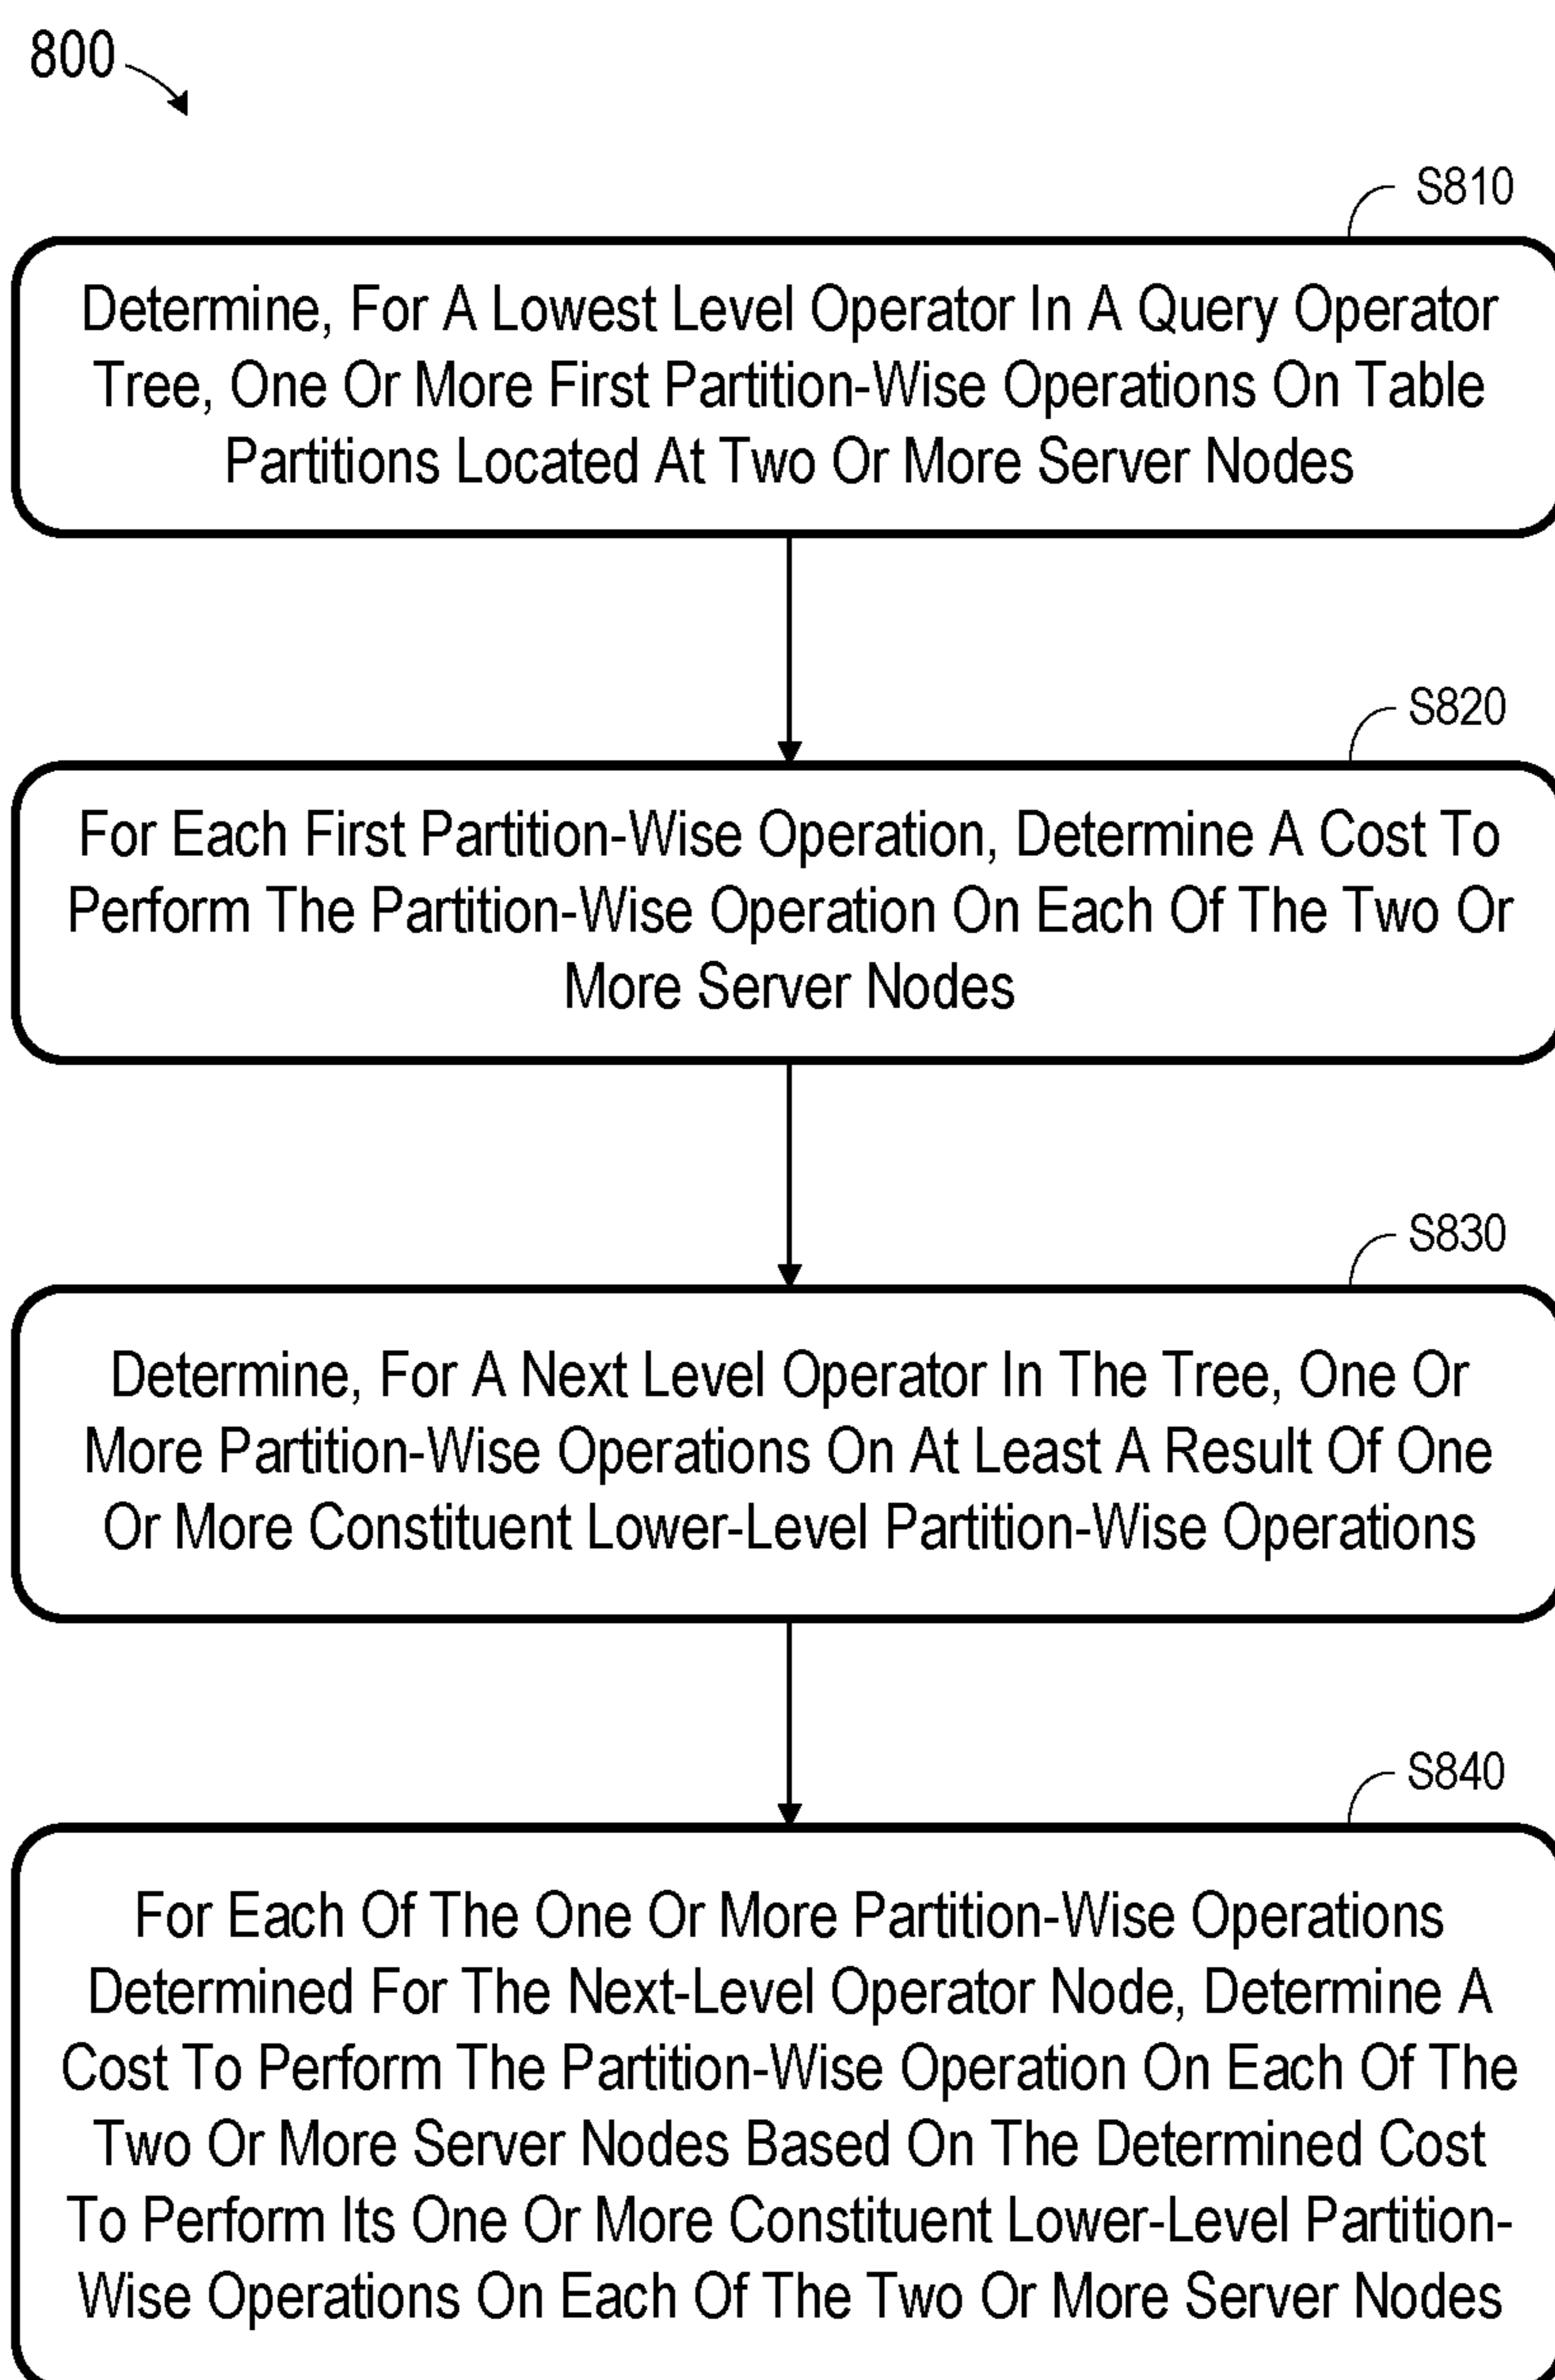 800
S810
Determine, For A Lowest Level Operator In A Query Operator
Tree, One Or More First Partition-Wise Operations On Table
Partitions Located At Two Or More Server Nodes
S820
For Each First Partition-Wise Operation, Determine A Cost To
Perform The Partition-Wise Operation On Each Of The Two Or
More Server Nodes
S830
Determine, For A Next Level Operator In The Tree, One Or
More Partition-Wise Operations On At Least A Result Of One
Or More Constituent Lower-Level Partition-Wise Operations
S840
For Each Of The One Or More Partition-Wise Operations
Determined For The Next-Level Operator Node, Determine A
Cost To Perform The Partition-Wise Operation On Each Of The
Two Or More Server Nodes Based On The Determined Cost
To Perform Its One Or More Constituent Lower-Level Partition-
Wise Operations On Each Of The Two Or More Server Nodes